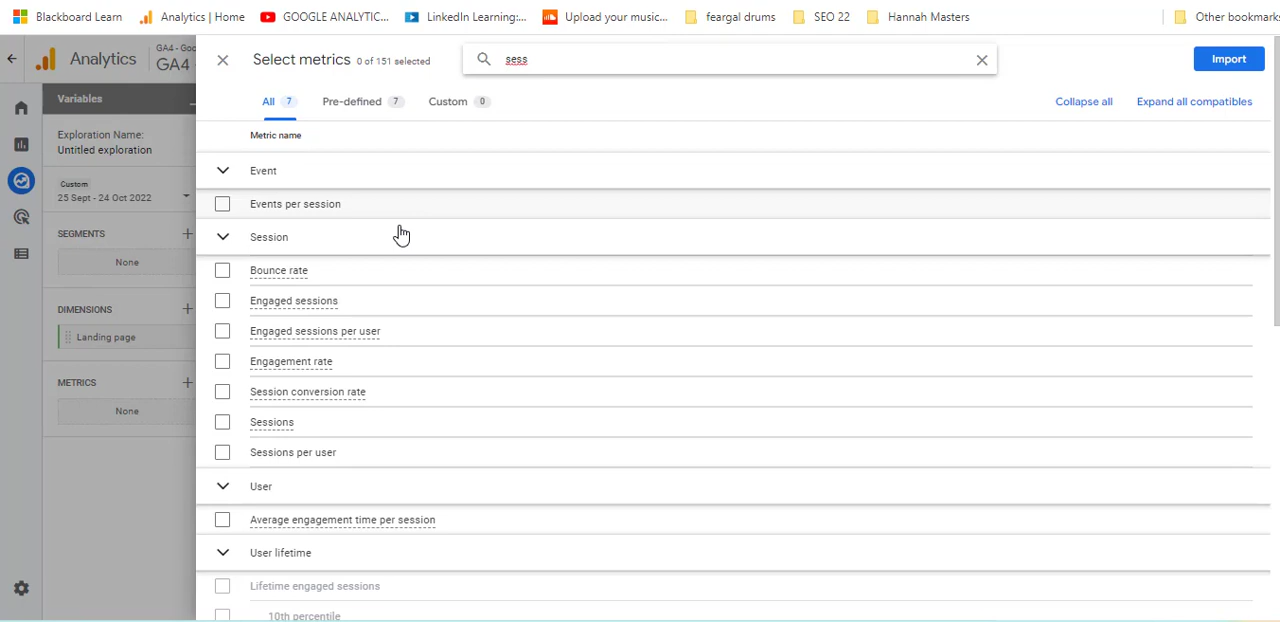 Blackboard Learn
Analytics | Home
GOOGLE ANALYTIC...
LinkedIn Learning:...
Upload your music...
feargal drums
SEO 22
Hannah Masters
Other bookmarks
Analytics
GA4 - Goo
GA4
Select metrics 0 of 151 selected
sess
Import
Variables
All 7
Pre-defined 7
Custom 0
Collapse all
Expand all compatibles
Exploration Name:
Untitled exploration
Metric name
Event
Custom
25 Sept - 24 Oct 2022
Events per session
SEGMENTS
None
Session
Bounce rate
Engaged sessions
DIMENSIONS
Landing page
Engaged sessions per user
Engagement rate
METRICS
None
Session conversion rate
Sessions
Sessions per user
User
Average engagement time per session
User lifetime
Lifetime engaged sessions
10th percentile